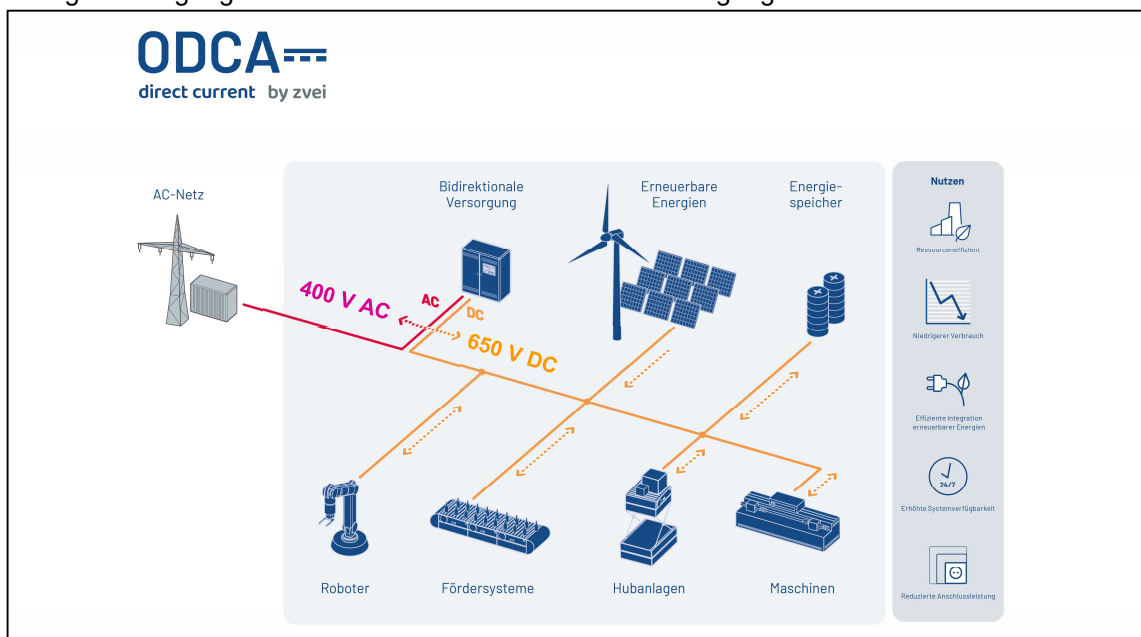 ODCA
direct current by zvei
AC-Netz
Bidirektionale
Versorgung
Erneuerbare
Energien
Energie-
speicher
400 V AC
AC
DC
650 V DC
Roboter
Fördersysteme
Hubanlagen
Maschinen
Nutzen
Ressourceneffizient
Niedrigerer Verbrauch
Effiziente Integration
erneuerbarer Energien
24/7
Erhöhte Systemverfügbarkeit
Reduzierte Anschlussleistung